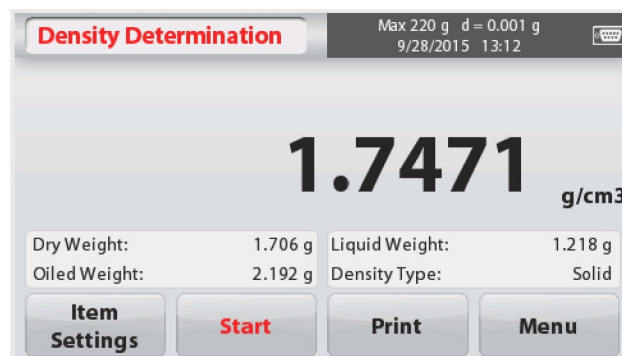 Density Determination
Max 220 g d = 0.001 g
9/28/2015 13:12
1.7471
g/cm3
Dry Weight: 1.706 g Liquid Weight: 1.218 g
Oiled Weight: 2.192 g Density Type: Solid
Item Settings
Start
Print
Menu